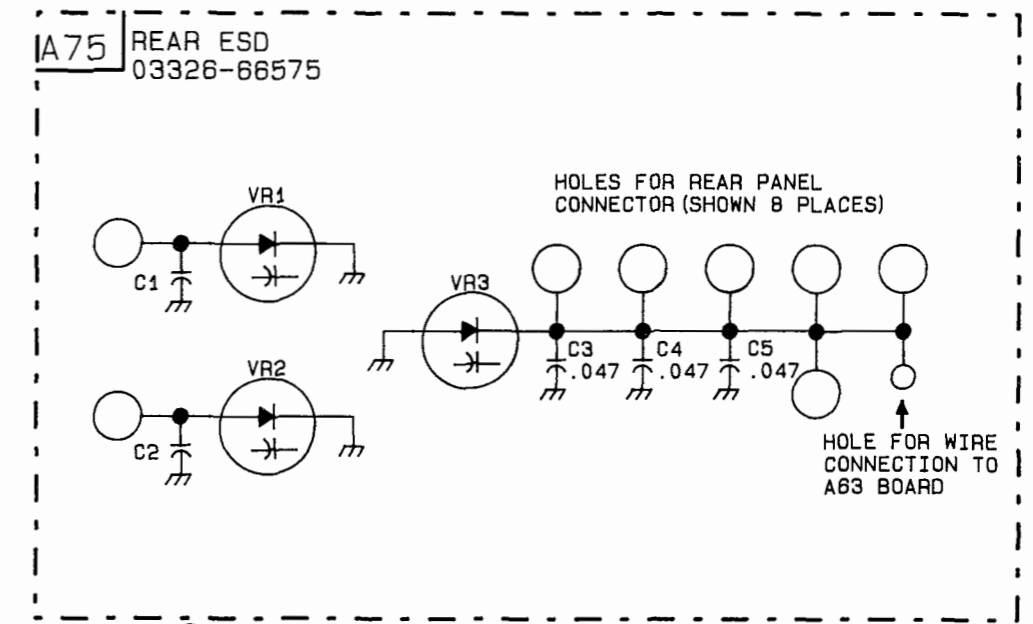 A75
REAR ESD
03326-66575
HOLES FOR REAR PANEL
CONNECTOR (SHOWN 8 PLACES)
VR1
C1
VR3
C3
.047
C4
.047
C5
.047
VR2
C2
HOLE FOR WIRE
CONNECTION TO
A63 BOARD